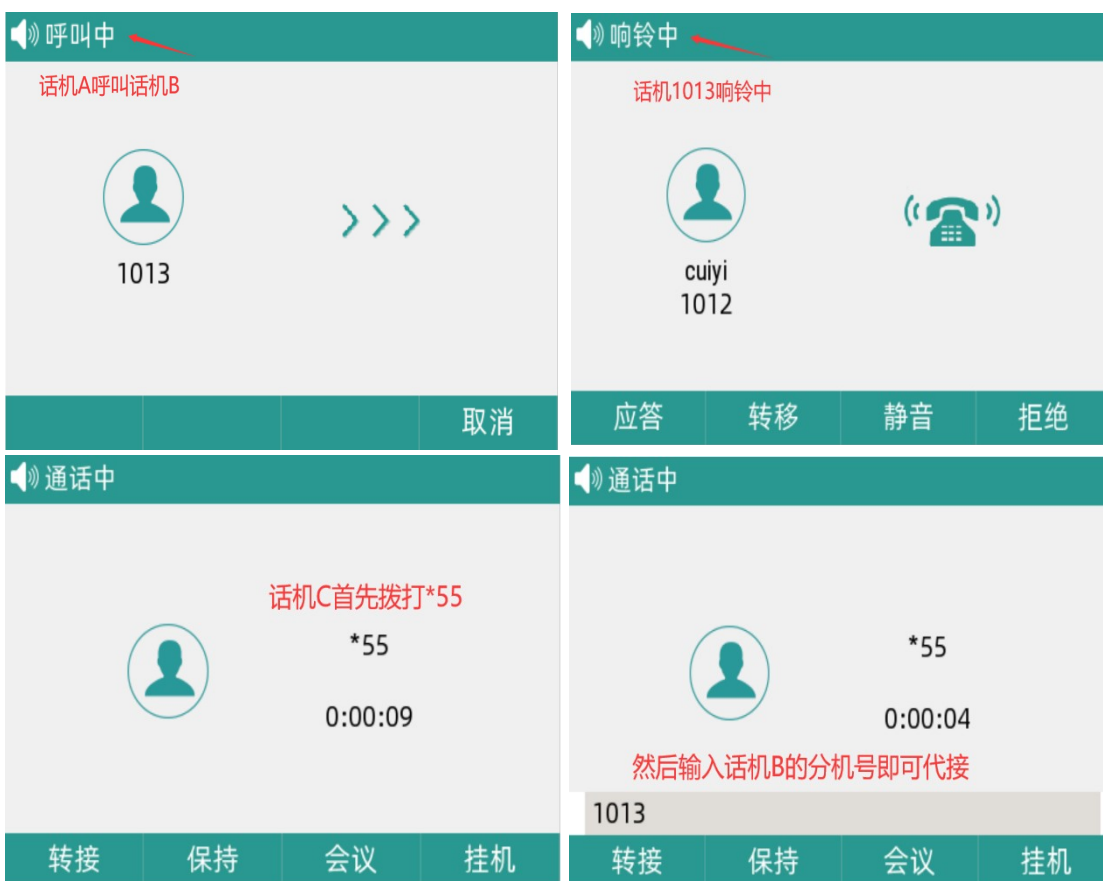 呼叫中
话机A呼叫话机B
1013
取消
响铃中
话机1013响铃中
cuiyi
1012
应答 转移 静音 拒绝
通话中
话机C首先拨打*55
*55
0:00:09
转接 保持 会议 挂机
通话中
*55
0:00:04
然后输入话机B的分机号即可代接
1013
转接 保持 会议 挂机